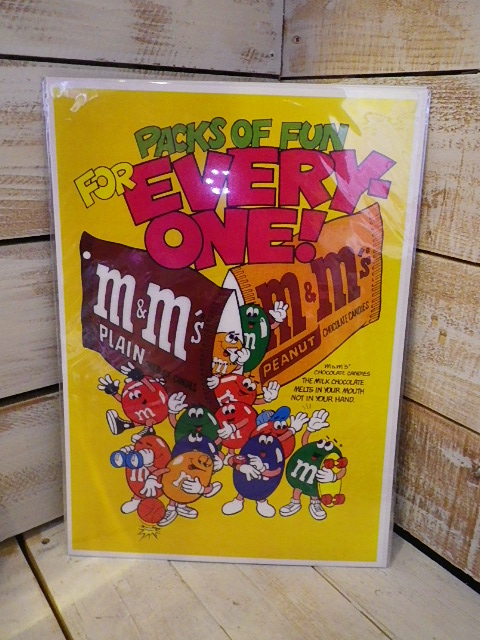 PACKS OF FUN
FOR EVERY-
ONE!
m&m's
PLAIN
m&m's
PEANUT
CHOCOLATE CANDIES
M&M'S'
CHOCOLATE CANDIES
THE MILK CHOCOLATE
MELTS IN YOUR MOUTH
NOT IN YOUR HAND.
m
m
m
m